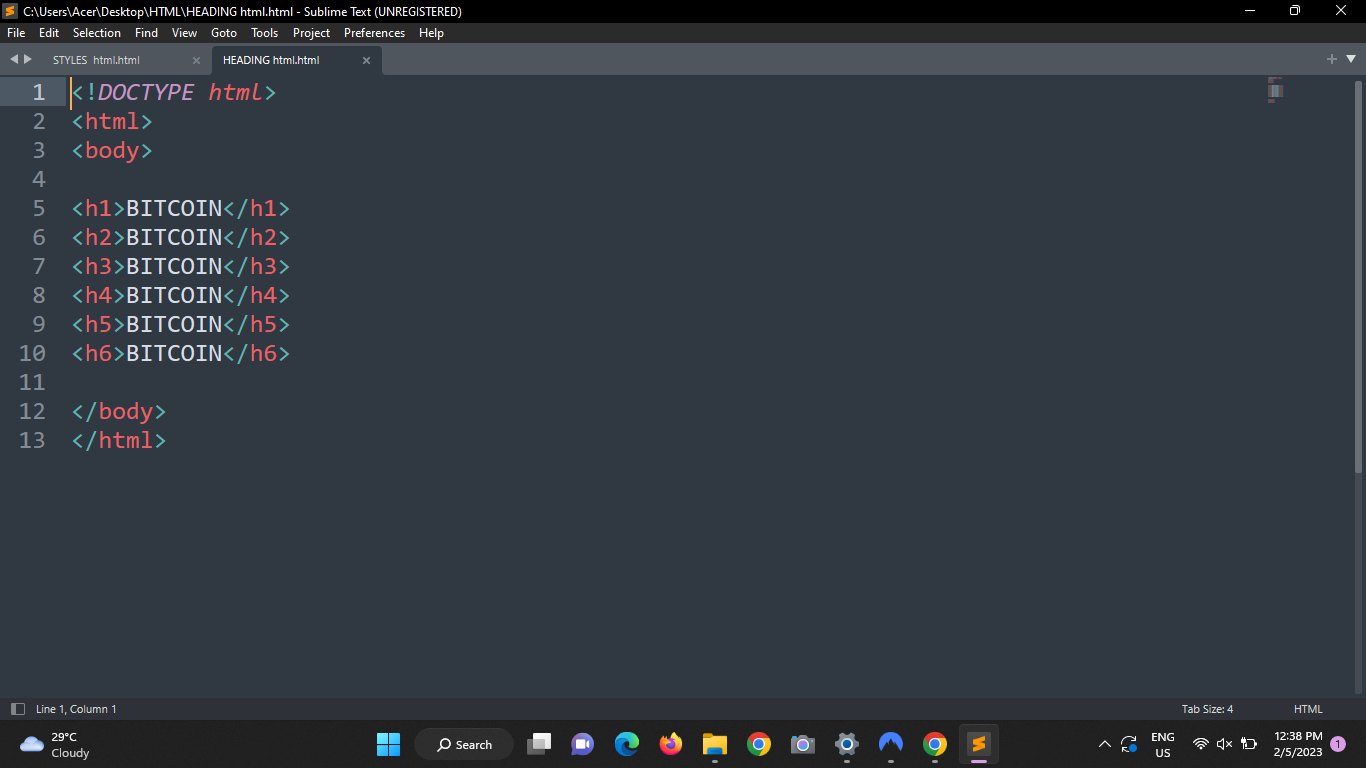 C:\Users\Acer\Desktop\HTML\HEADING html.html - Sublime Text (UNREGISTERED)
File Edit Selection Find View Goto Tools Project Preferences Help
STYLES html.html × HEADING html.html ×
1 <!DOCTYPE html>
2 <html>
3 <body>
4
5 <h1>BITCOIN</h1>
6 <h2>BITCOIN</h2>
7 <h3>BITCOIN</h3>
8 <h4>BITCOIN</h4>
9 <h5>BITCOIN</h5>
10 <h6>BITCOIN</h6>
11
12 </body>
13 </html>
Line 1, Column 1 Tab Size: 4 HTML
29°C
Cloudy
Search
ENG
US
12:38 PM
2/5/2023
1